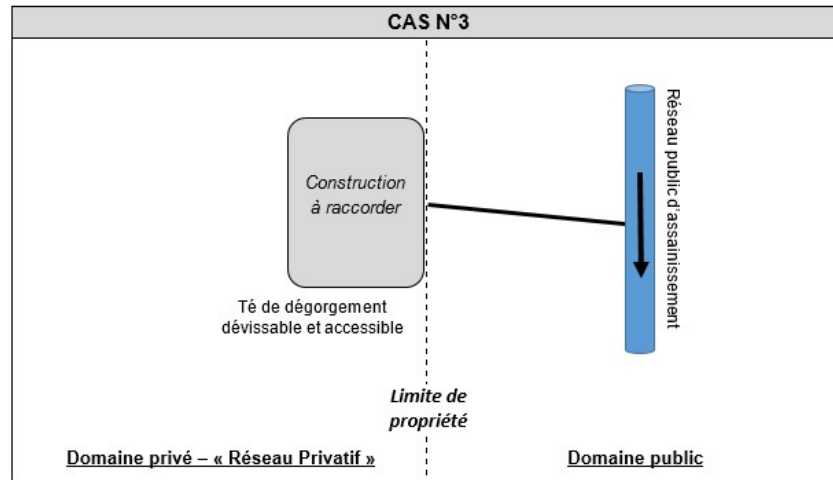 CAS N°3
Construction
à raccorder
Réseau public d'assainissement
Té de dégorgement
dévissable et accessible
Limite de
propriété
Domaine privé – « Réseau Privatif »
Domaine public